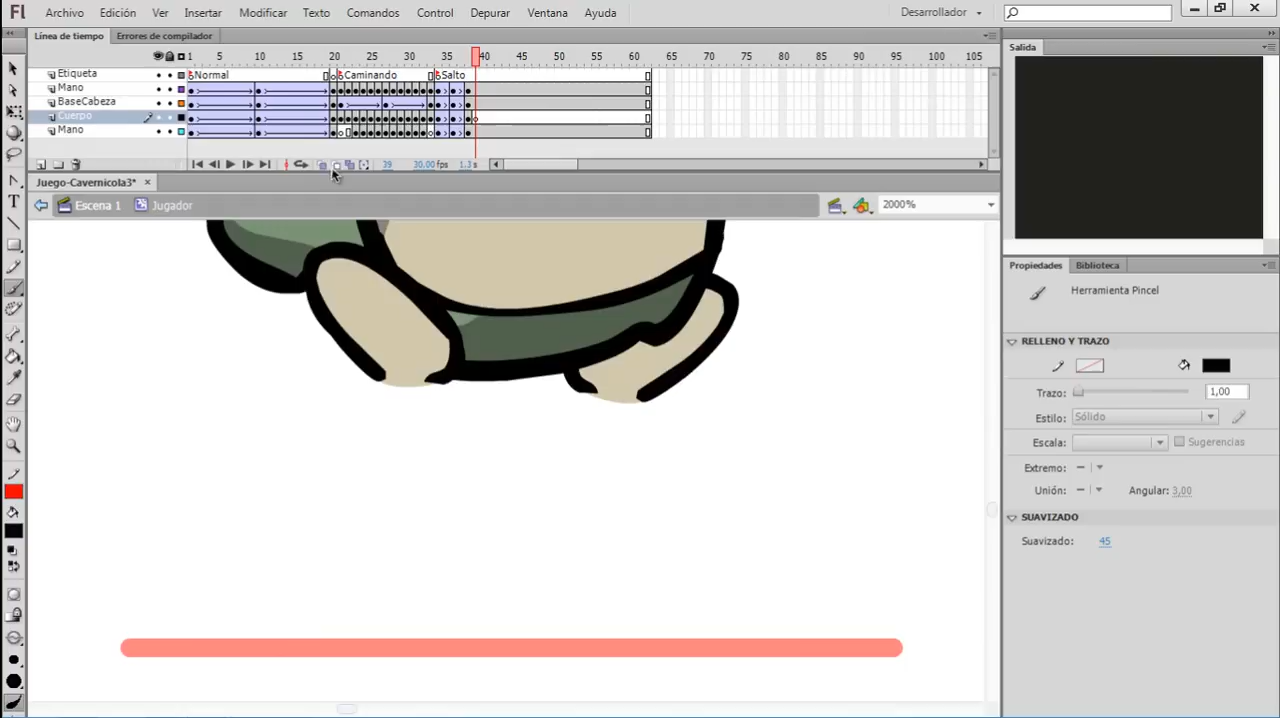 FL Archivo Edición Ver Insertar Modificar Texto Comandos Control Depurar Ventana Ayuda Desarrollador
Línea de tiempo Errores de compilador
1 5 10 15 20 25 30 35 40 45 50 55 60 65 70 75 80 85 90 95 100 105
Etiqueta Normal Caminando Salto
Mano
BaseCabeza
Cuerpo
Mano
39 30,00 fps 1.3 s
Juego-Cavernicola3*
Escena 1 Jugador 2000%
Salida
Propiedades Biblioteca
Herramienta Pincel
RELLENO Y TRAZO
Trazo: 1,00
Estilo: Sólido
Escala: Sugerencias
Extremo:
Unión: Angular: 3,00
SUAVIZADO
Suavizado: 45